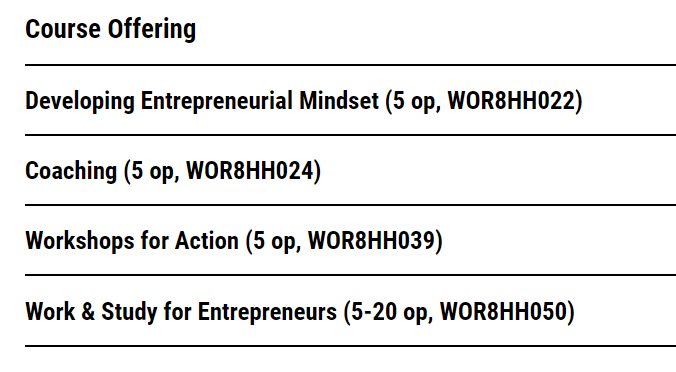 Course Offering
Developing Entrepreneurial Mindset (5 op, WOR8HH022)
Coaching (5 op, WOR8HH024)
Workshops for Action (5 op, WOR8HH039)
Work & Study for Entrepreneurs (5-20 op, WOR8HH050)